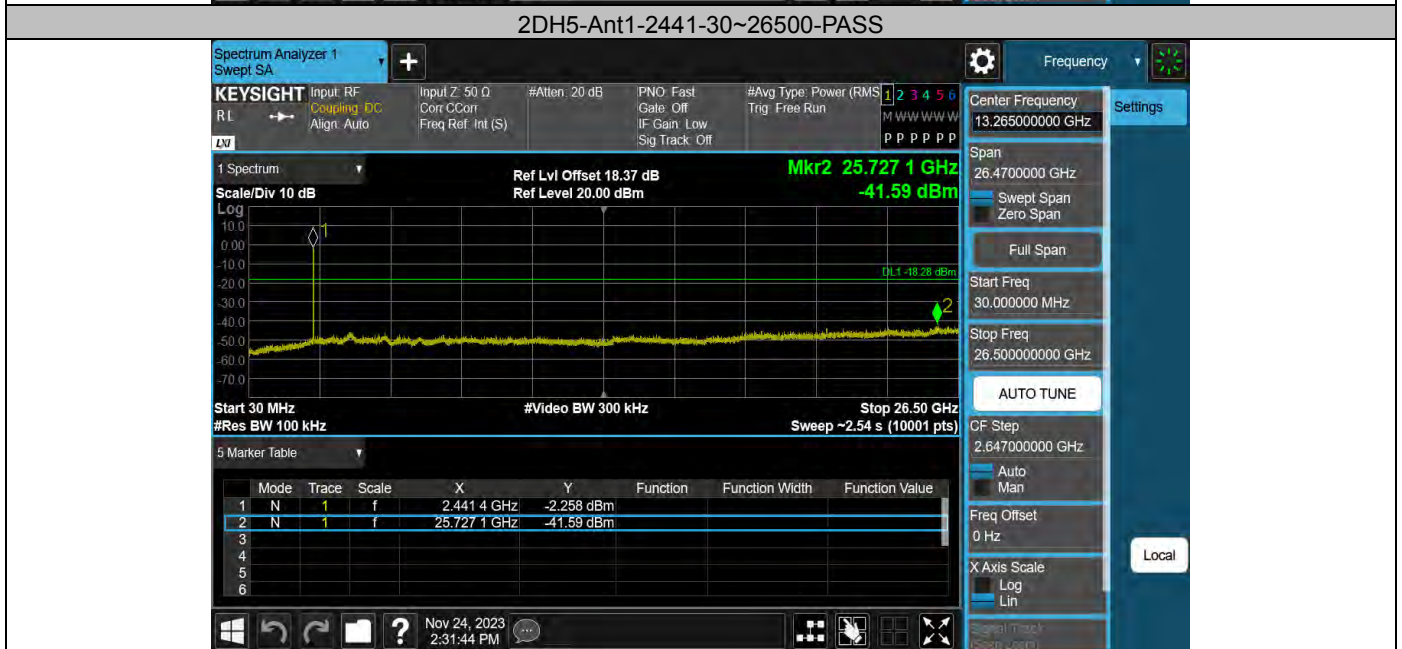 2DH5-Ant1-2441-30~26500-PASS
Spectrum Analyzer 1
Swept SA
+
Frequency
KEYSIGHT
R L
LXI
Input: RF
Coupling: DC
Align: Auto
Input Z: 50 Ω
Corr CCorr
Freq Ref: Int (S)
#Atten: 20 dB
PNO: Fast
Gate: Off
IF Gain: Low
Sig Track: Off
#Avg Type: Power (RMS
Trig: Free Run
1 2 3 4 5 6
M W W W W W
P P P P P P
1 Spectrum
Scale/Div 10 dB
Ref Lvl Offset 18.37 dB
Ref Level 20.00 dBm
Mkr2 25.727 1 GHz
-41.59 dBm
Log
10.0
0.00
-10.0
-20.0
-30.0
-40.0
-50.0
-60.0
-70.0
1
DL1 -18.28 dBm
2
Start 30 MHz
#Video BW 300 kHz
Stop 26.50 GHz
#Res BW 100 kHz
Sweep ~2.54 s (10001 pts)
5 Marker Table
Mode Trace Scale X Y Function Function Width Function Value
1 N 1 f 2.441 4 GHz -2.258 dBm
2 N 1 f 25.727 1 GHz -41.59 dBm
3
4
5
6
Center Frequency
13.265000000 GHz
Settings
Span
26.4700000 GHz
Swept Span
Zero Span
Full Span
Start Freq
30.000000 MHz
Stop Freq
26.500000000 GHz
AUTO TUNE
CF Step
2.647000000 GHz
Auto
Man
Freq Offset
0 Hz
X Axis Scale
Log
Lin
Signal Track
Local
?
Nov 24, 2023
2:31:44 PM